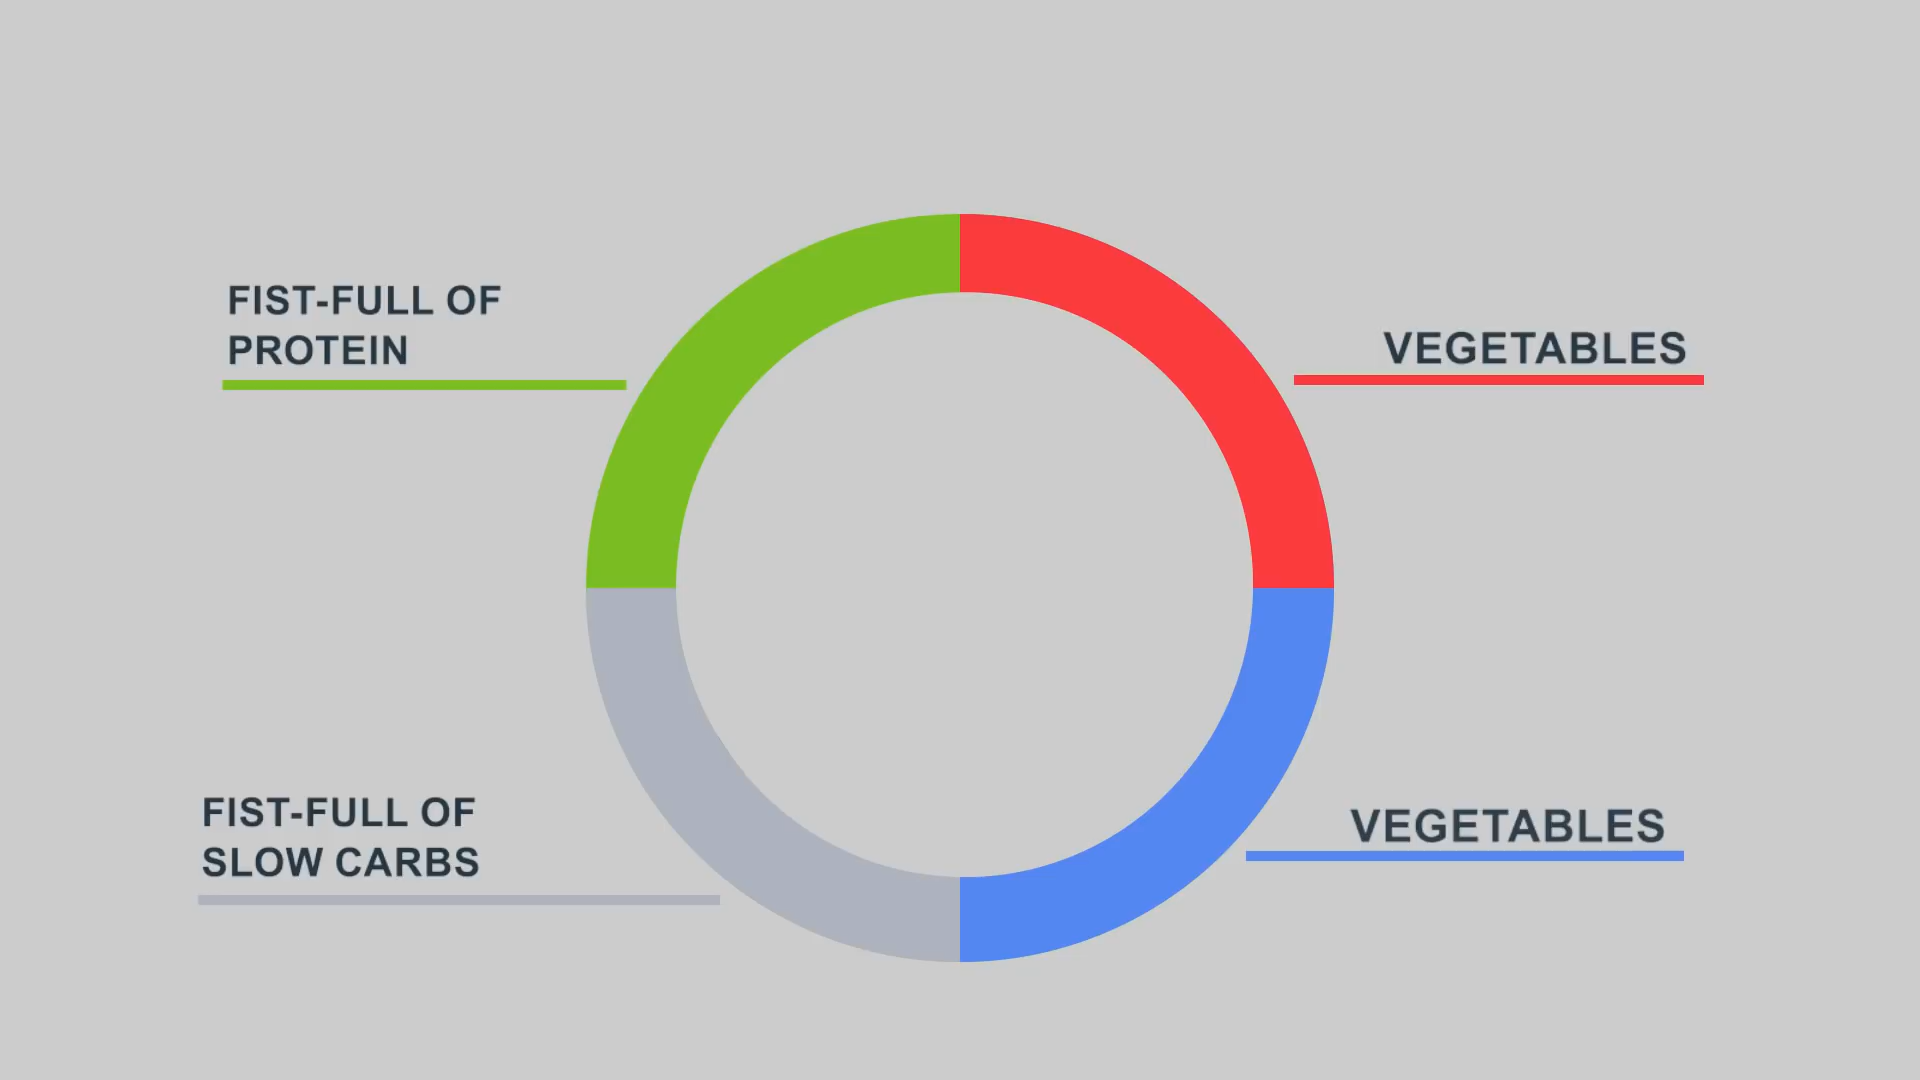 FIST-FULL OF
PROTEIN
VEGETABLES
FIST-FULL OF
SLOW CARBS
VEGETABLES